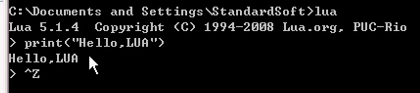 C:\Documents and Settings\StandardSoft>lua
Lua 5.1.4  Copyright (C) 1994-2008 Lua.org, PUC-Rio
> print("Hello,LUA")
Hello,LUA
> ^Z